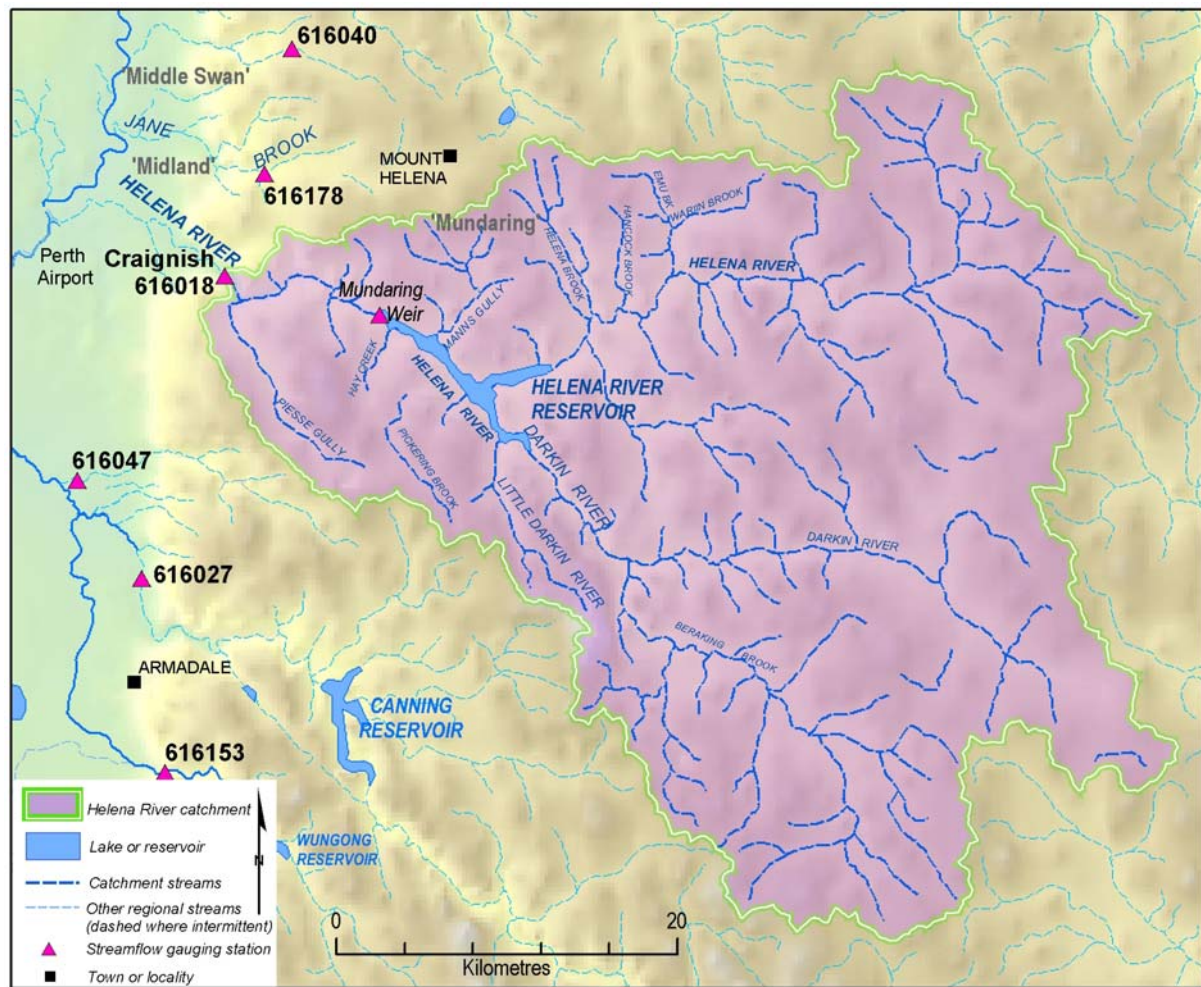 616040
'Middle Swan'
JANE
BROOK
'Midland'
616178
MOUNT
HELENA
HELENA RIVER
'Mundaring'
EMU BK
WARIIN BROOK
HANCOCK BROOK
HELENA BROOK
HELENA RIVER
Perth
Airport
Craignish
616018
Mundaring
Weir
MANNS GULLY
HAY CREEK
HELENA RIVER
HELENA RIVER
RESERVOIR
PIESSE GULLY
PICKERING BROOK
DARKIN RIVER
LITTLE DARKIN RIVER
DARKIN RIVER
616047
616027
BERAKING BROOK
ARMADALE
CANNING
RESERVOIR
616153
WUNGONG
RESERVOIR
Helena River catchment
Lake or reservoir
Catchment streams
Other regional streams
(dashed where intermittent)
Streamflow gauging station
Town or locality
N
0 20
Kilometres